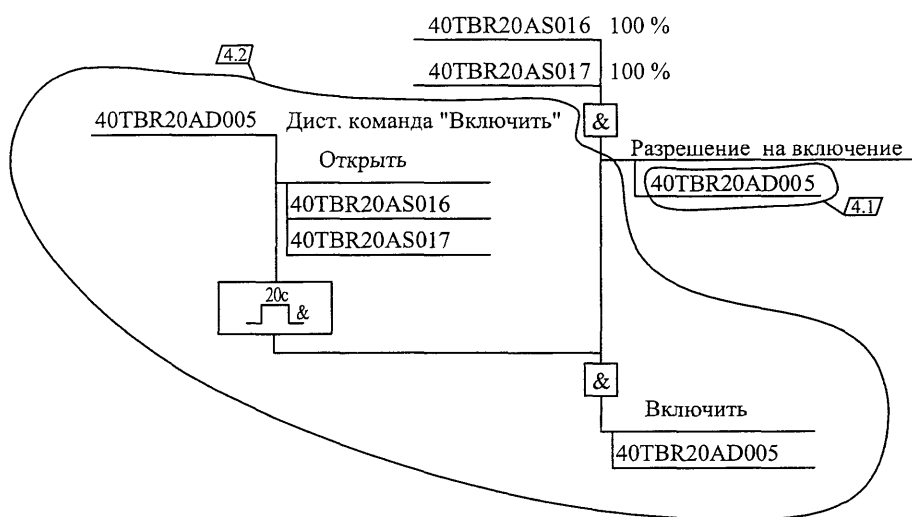 40TBR20AS016 100 %
4.2
40TBR20AS017 100 %
40TBR20AD005 Дист. команда "Включить"
&
Открыть
Разрешение на включение
40TBR20AS016
40TBR20AD005
40TBR20AS017
4.1
20с
&
&
Включить
40TBR20AD005